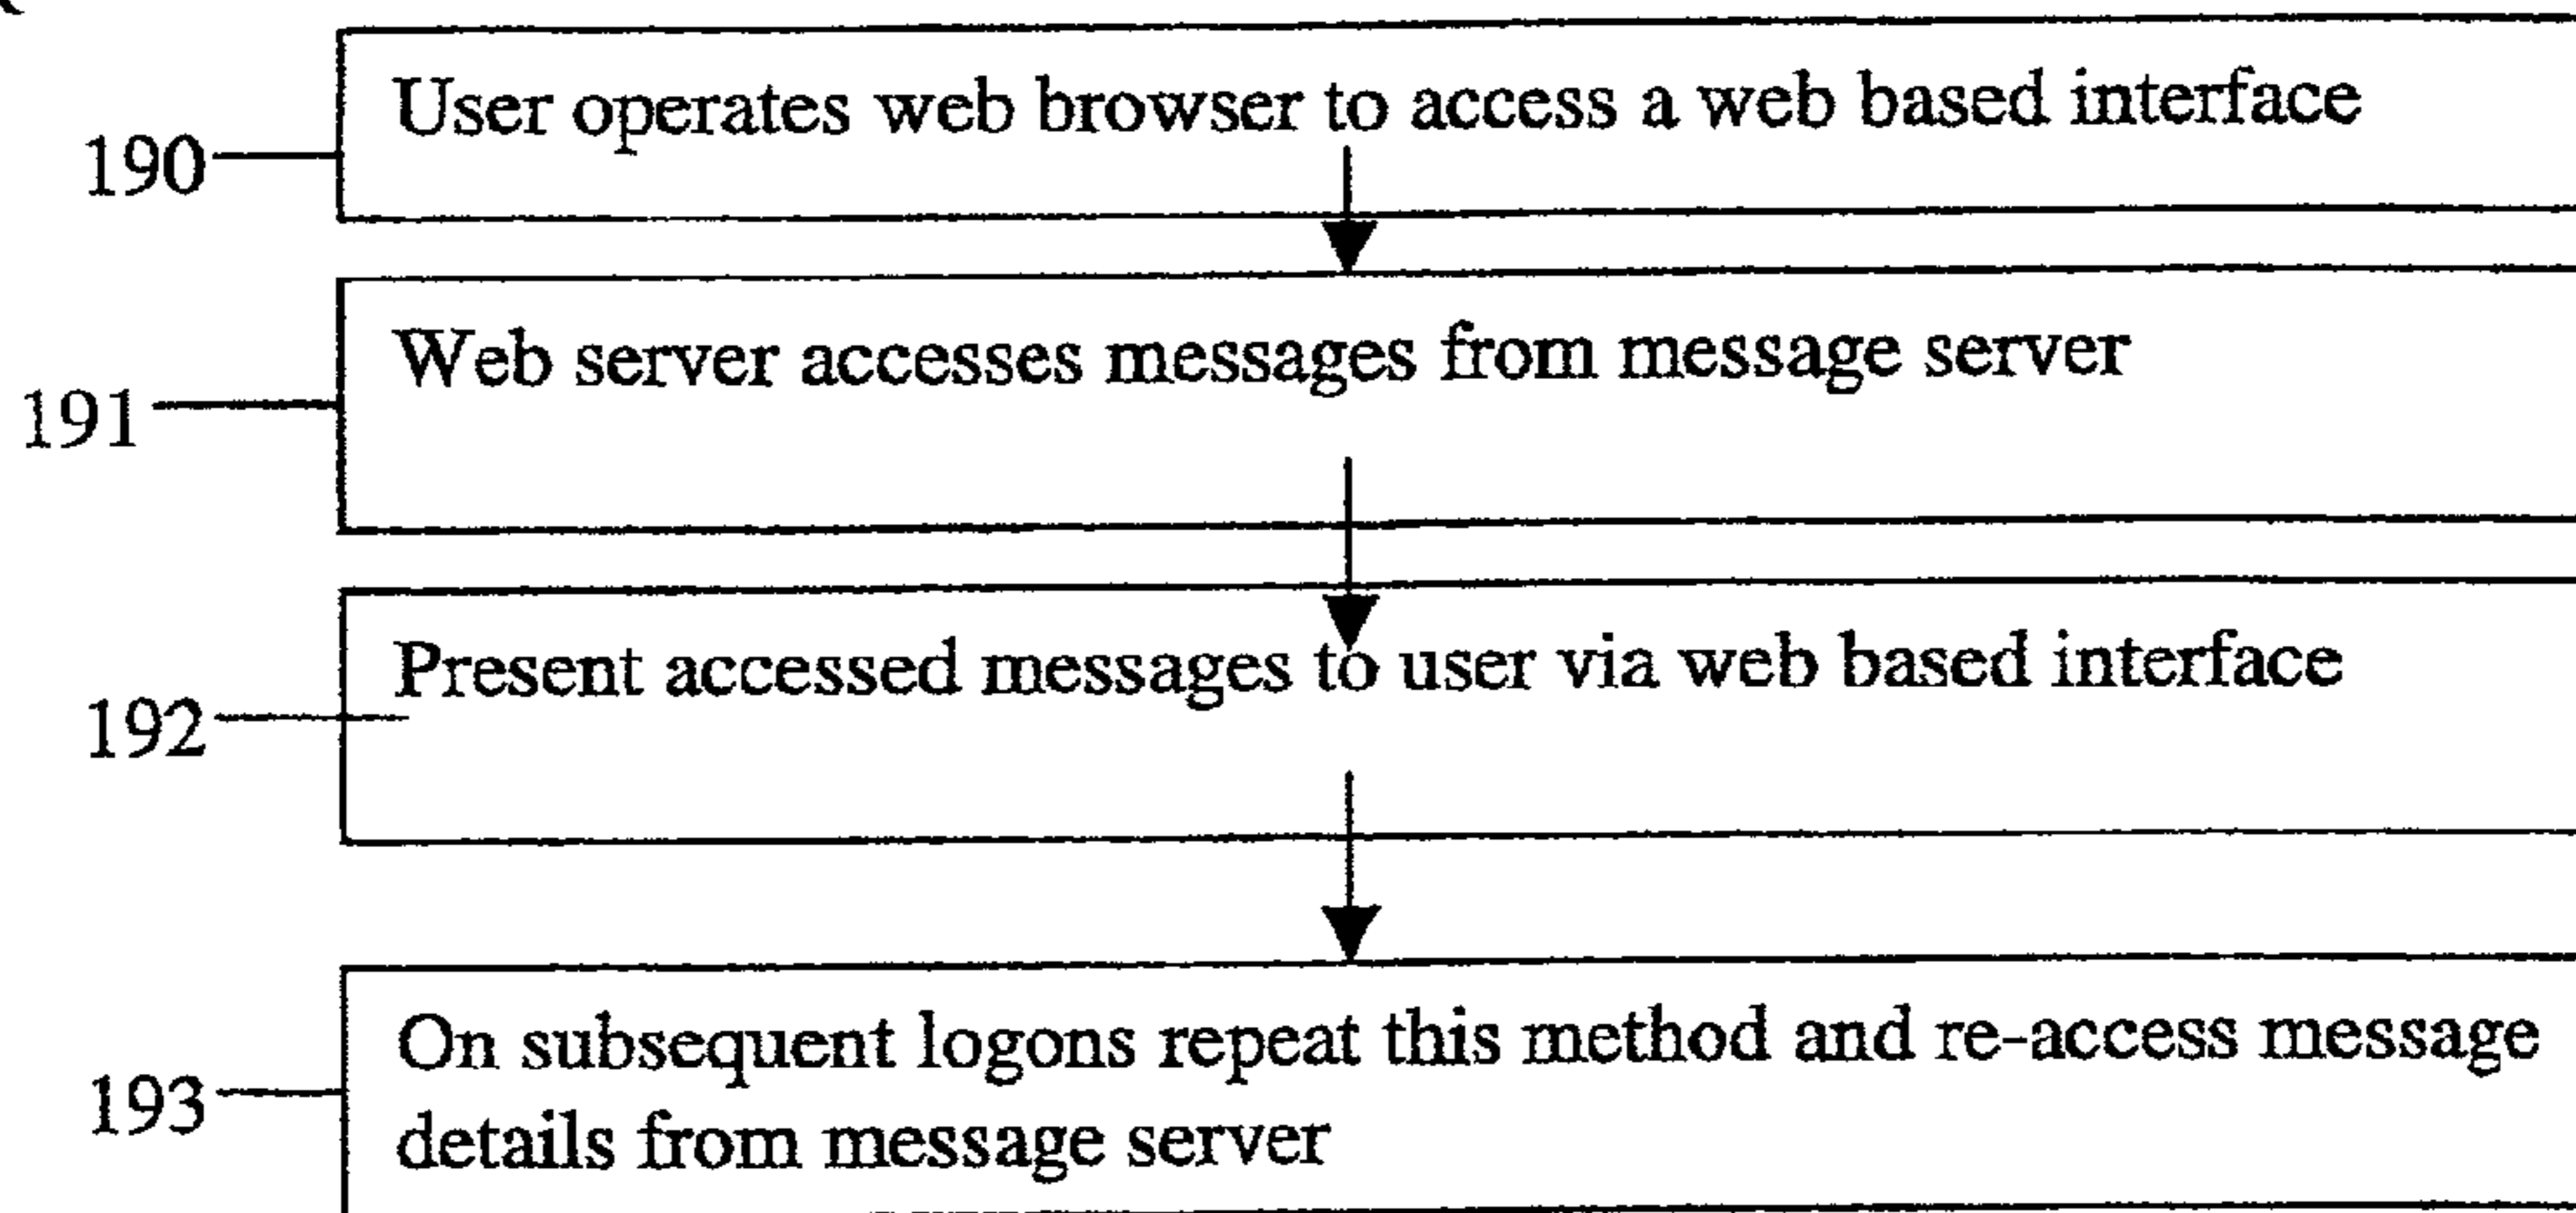 User operates web browser to access a web based interface
190
Web server accesses messages from message server
191
Present accessed messages to user via web based interface
192
On subsequent logons repeat this method and re-access message
details from message server
193